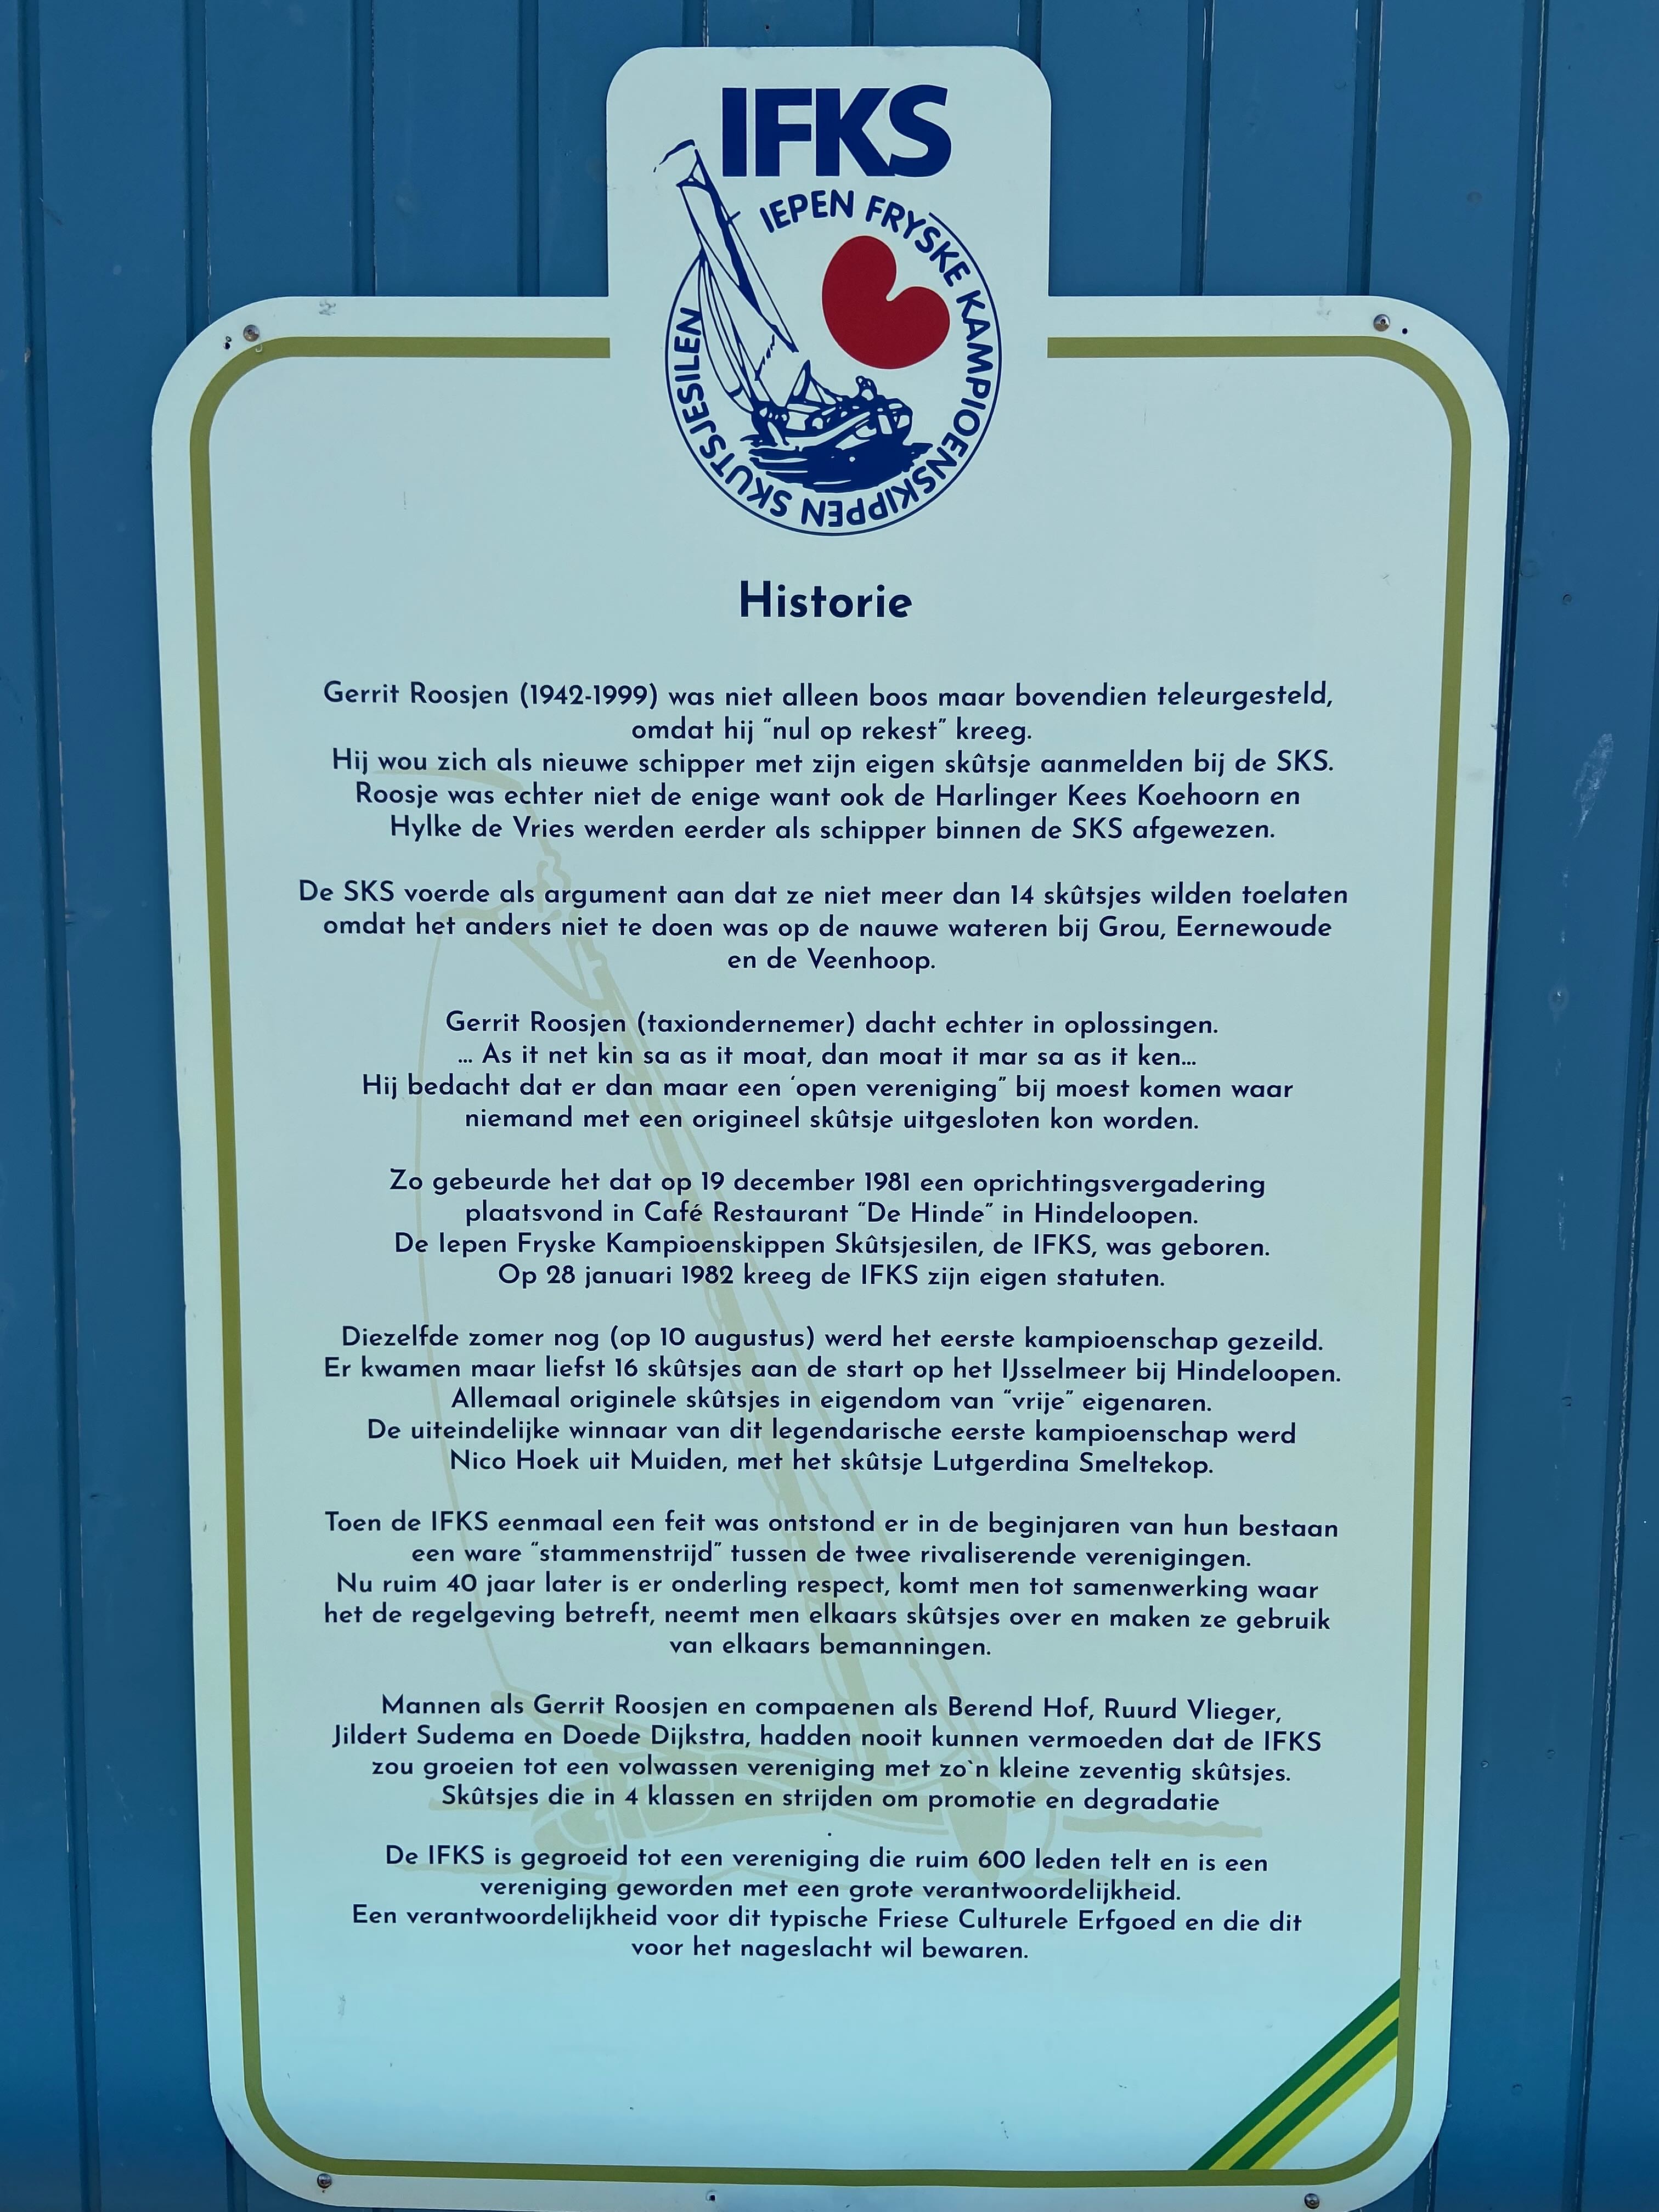 IFKS
IEPEN FRYSKE KAMPIOENSKIPPEN SKUTSJESILEN
Historie
Gerrit Roosjen (1942-1999) was niet alleen boos maar bovendien teleurgesteld,
omdat hij “nul op rekest” kreeg.
Hij wou zich als nieuwe schipper met zijn eigen skûtsje aanmelden bij de SKS.
Roosje was echter niet de enige want ook de Harlinger Kees Koehoorn en
Hylke de Vries werden eerder als schipper binnen de SKS afgewezen.
De SKS voerde als argument aan dat ze niet meer dan 14 skûtsjes wilden toelaten
omdat het anders niet te doen was op de nauwe wateren bij Grou, Eernewoude
en de Veenhoop.
Gerrit Roosjen (taxiondernemer) dacht echter in oplossingen.
... As it net kin sa as it moat, dan moat it mar sa as it ken...
Hij bedacht dat er dan maar een ‘open vereniging” bij moest komen waar
niemand met een origineel skûtsje uitgesloten kon worden.
Zo gebeurde het dat op 19 december 1981 een oprichtingsvergadering
plaatsvond in Café Restaurant “De Hinde” in Hindeloopen.
De Iepen Fryske Kampioenskippen Skûtsjesilen, de IFKS, was geboren.
Op 28 januari 1982 kreeg de IFKS zijn eigen statuten.
Diezelfde zomer nog (op 10 augustus) werd het eerste kampioenschap gezeild.
Er kwamen maar liefst 16 skûtsjes aan de start op het IJsselmeer bij Hindeloopen.
Allemaal originele skûtsjes in eigendom van “vrije” eigenaren.
De uiteindelijke winnaar van dit legendarische eerste kampioenschap werd
Nico Hoek uit Muiden, met het skûtsje Lutgerdina Smeltekop.
Toen de IFKS eenmaal een feit was ontstond er in de beginjaren van hun bestaan
een ware “stammenstrijd” tussen de twee rivaliserende verenigingen.
Nu ruim 40 jaar later is er onderling respect, komt men tot samenwerking waar
het de regelgeving betreft, neemt men elkaars skûtsjes over en maken ze gebruik
van elkaars bemanningen.
Mannen als Gerrit Roosjen en compaenen als Berend Hof, Ruurd Vlieger,
Jildert Sudema en Doede Dijkstra, hadden nooit kunnen vermoeden dat de IFKS
zou groeien tot een volwassen vereniging met zo`n kleine zeventig skûtsjes.
Skûtsjes die in 4 klassen en strijden om promotie en degradatie
.
De IFKS is gegroeid tot een vereniging die ruim 600 leden telt en is een
vereniging geworden met een grote verantwoordelijkheid.
Een verantwoordelijkheid voor dit typische Friese Culturele Erfgoed en die dit
voor het nageslacht wil bewaren.